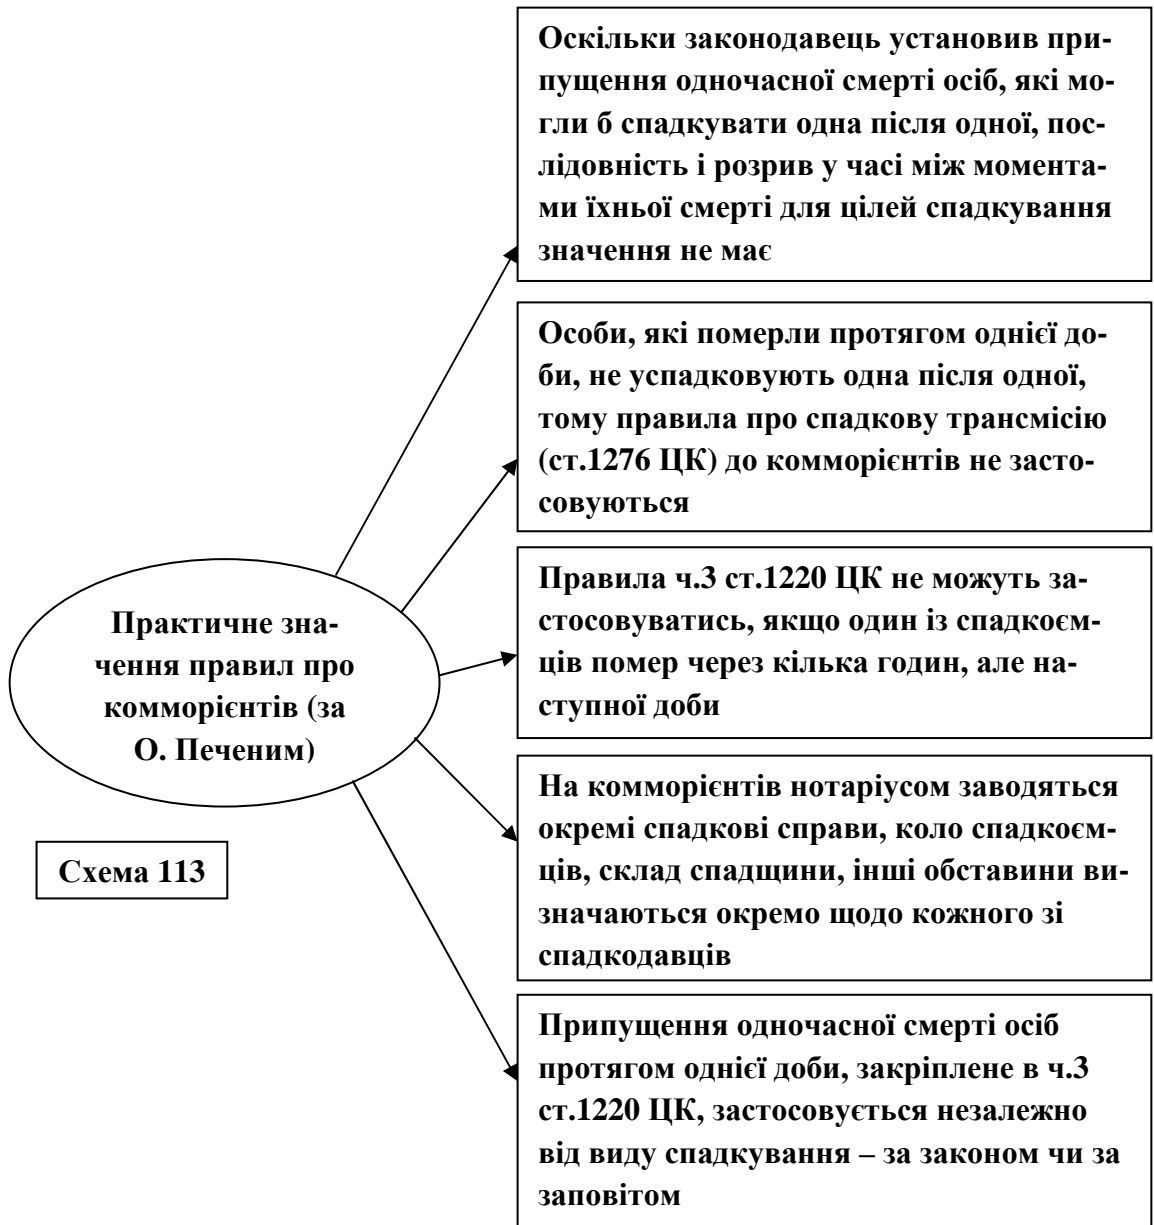 Оскільки законодавець установив при-
пущення одночасної смерті осіб, які мо-
гли б спадкувати одна після одної, пос-
лідовність і розрив у часі між момента-
ми їхньої смерті для цілей спадкування
значення не має
Особи, які померли протягом однієї до-
би, не успадковують одна після одної,
тому правила про спадкову трансмісію
(ст.1276 ЦК) до комморієнтів не засто-
совуються
Практичне зна-
чення правил про
комморієнтів (за
О. Печеним)
Правила ч.3 ст.1220 ЦК не можуть за-
стосовуватись, якщо один із спадкоєм-
ців помер через кілька годин, але на-
ступної доби
На комморієнтів нотаріусом заводяться
окремі спадкові справи, коло спадкоєм-
ців, склад спадщини, інші обставини ви-
значаються окремо щодо кожного зі
спадкодавців
Схема 113
Припущення одночасної смерті осіб
протягом однієї доби, закріплене в ч.3
ст.1220 ЦК, застосовується незалежно
від виду спадкування – за законом чи за
заповітом